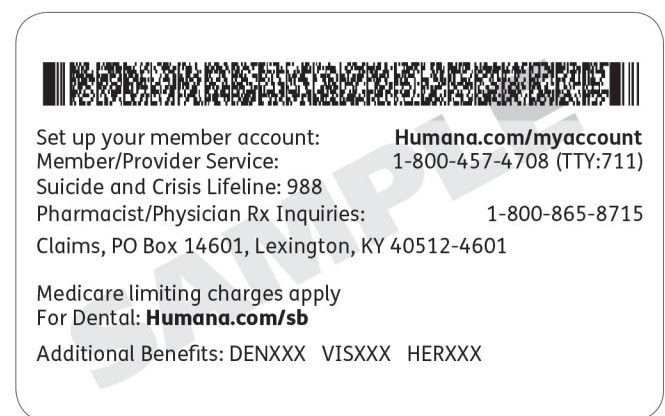 Set up your member account: Humana.com/myaccount
Member/Provider Service: 1-800-457-4708 (TTY:711)
Suicide and Crisis Lifeline: 988
Pharmacist/Physician Rx Inquiries: 1-800-865-8715
Claims, PO Box 14601, Lexington, KY 40512-4601
Medicare limiting charges apply
For Dental: Humana.com/sb
Additional Benefits: DENXXX VISXXX HERXXX
SAMPLE